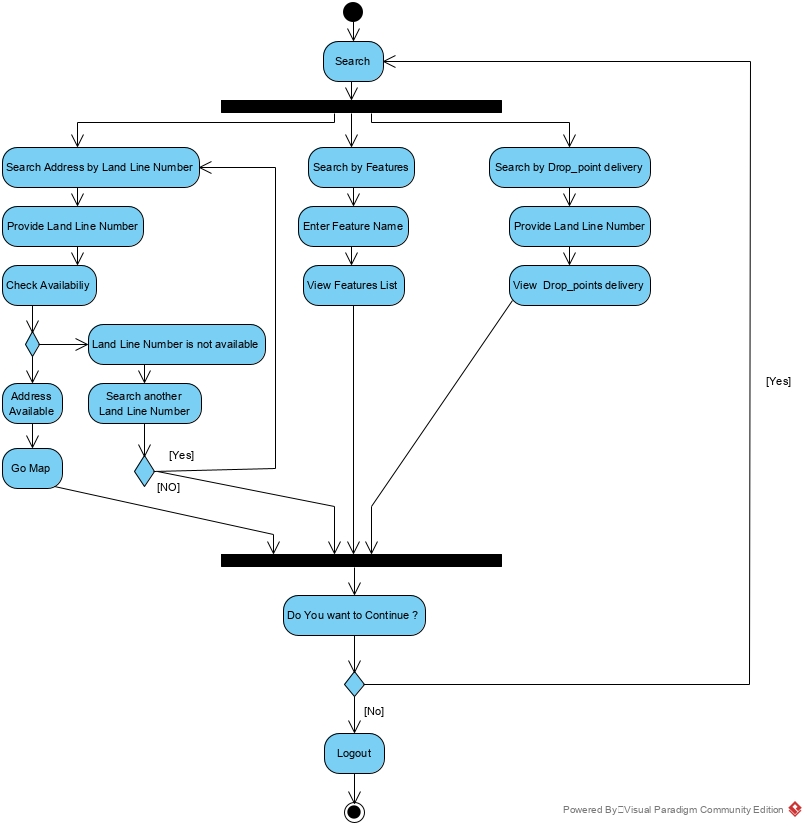 Search
Search Address by Land Line Number
Search by Features
Search by Drop_point delivery
Provide Land Line Number
Enter Feature Name
Provide Land Line Number
Check Availabiliy
View Features List
View  Drop_points delivery
Land Line Number is not available
[Yes]
Address
Available
Search another
Land Line Number
[Yes]
Go Map
[NO]
Do You want to Continue ?
[No]
Logout
Powered By Visual Paradigm Community Edition